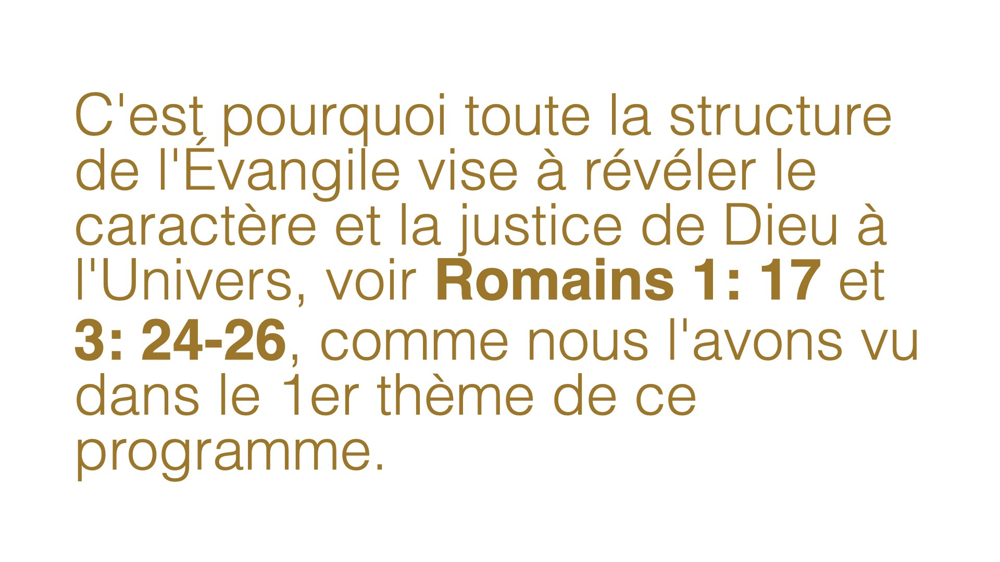 C'est pourquoi toute la structure
de l'Évangile vise à révéler le
caractère et la justice de Dieu à
l'Univers, voir Romains 1: 17 et
3: 24-26, comme nous l'avons vu
dans le 1er thème de ce
programme.